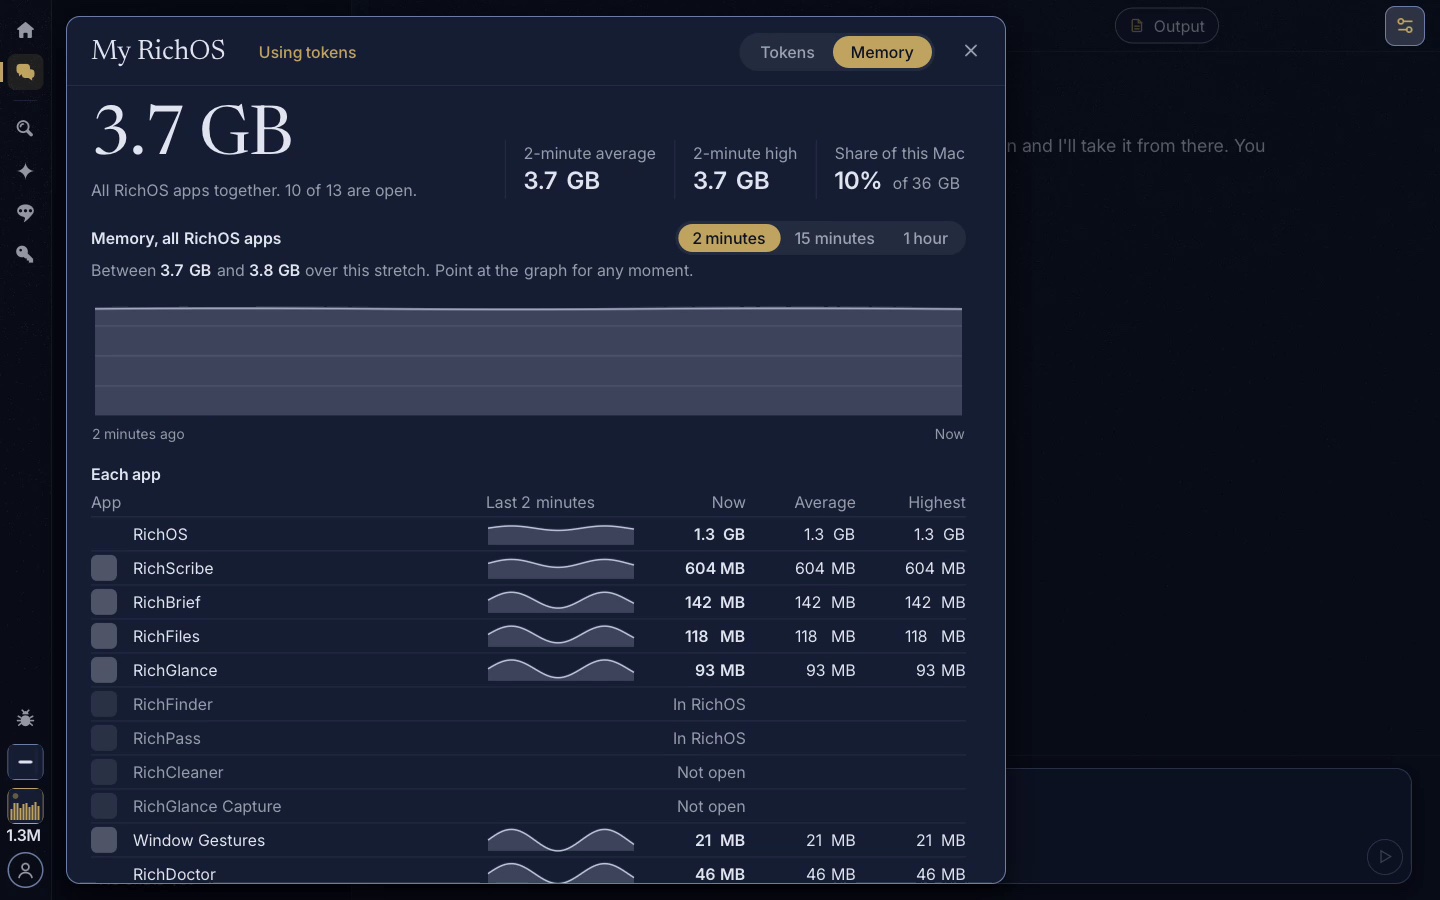 My RichOS
Using tokens
Tokens
Memory
Output
3.7 GB
All RichOS apps together. 10 of 13 are open.
2-minute average
3.7 GB
2-minute high
3.7 GB
Share of this Mac
10% of 36 GB
n and I'll take it from there. You
Memory, all RichOS apps
2 minutes
15 minutes
1 hour
Between 3.7 GB and 3.8 GB over this stretch. Point at the graph for any moment.
2 minutes ago
Now
Each app
App Last 2 minutes Now Average Highest
RichOS 1.3 GB 1.3 GB 1.3 GB
RichScribe 604 MB 604 MB 604 MB
RichBrief 142 MB 142 MB 142 MB
RichFiles 118 MB 118 MB 118 MB
RichGlance 93 MB 93 MB 93 MB
RichFinder In RichOS
RichPass In RichOS
RichCleaner Not open
RichGlance Capture Not open
Window Gestures 21 MB 21 MB 21 MB
RichDoctor 46 MB 46 MB 46 MB
1.3M